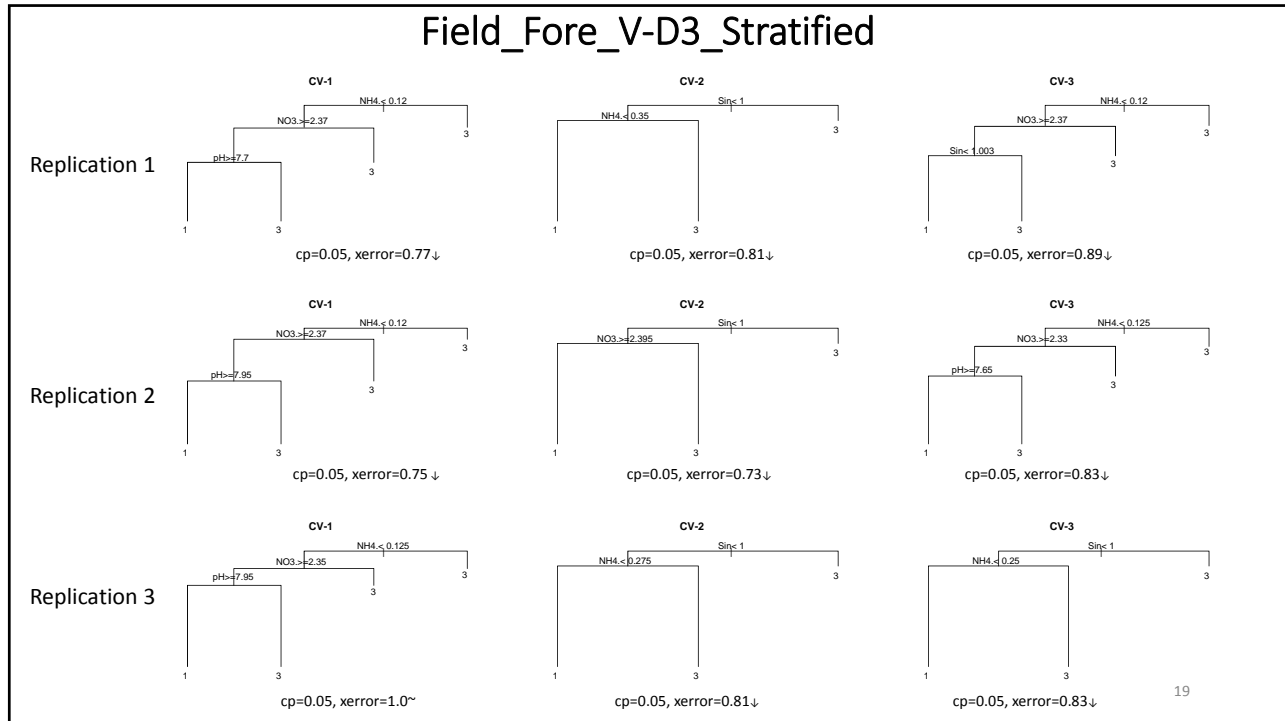 Field_Fore_V-D3_Stratified
Replication 1
CV-1
NH4.< 0.12
NO3.>=2.37
3
pH>=7.7
3
1
3
cp=0.05, xerror=0.77↓
CV-2
Sin< 1
NH4.< 0.35
3
1
3
cp=0.05, xerror=0.81↓
CV-3
NH4.< 0.12
NO3.>=2.37
3
Sin< 1.003
3
1
3
cp=0.05, xerror=0.89↓
Replication 2
CV-1
NH4.< 0.12
NO3.>=2.37
3
pH>=7.95
3
1
3
cp=0.05, xerror=0.75↓
CV-2
Sin< 1
NO3.>=2.395
3
1
3
cp=0.05, xerror=0.73↓
CV-3
NH4.< 0.125
NO3.>=2.33
3
pH>=7.65
3
1
3
cp=0.05, xerror=0.83↓
Replication 3
CV-1
NH4.< 0.125
NO3.>=2.35
3
pH>=7.95
3
1
3
cp=0.05, xerror=1.0~
CV-2
Sin< 1
NH4.< 0.275
3
1
3
cp=0.05, xerror=0.81↓
CV-3
Sin< 1
NH4.< 0.25
3
1
3
cp=0.05, xerror=0.83↓
19